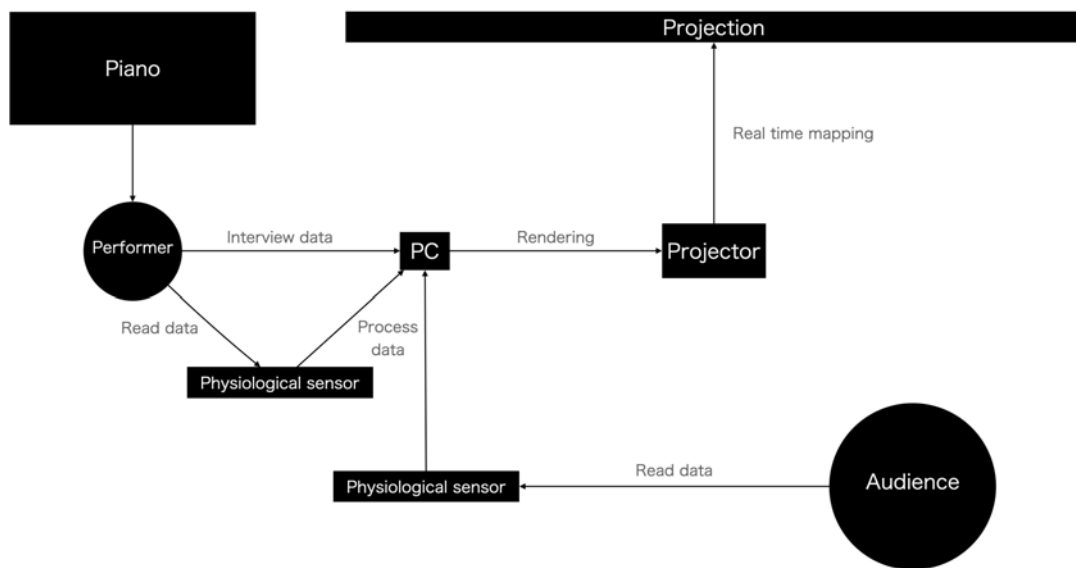 Projection
Piano
Real time mapping
Performer
Interview data
PC
Rendering
Projector
Read data
Process
data
Physiological sensor
Read data
Physiological sensor
Audience